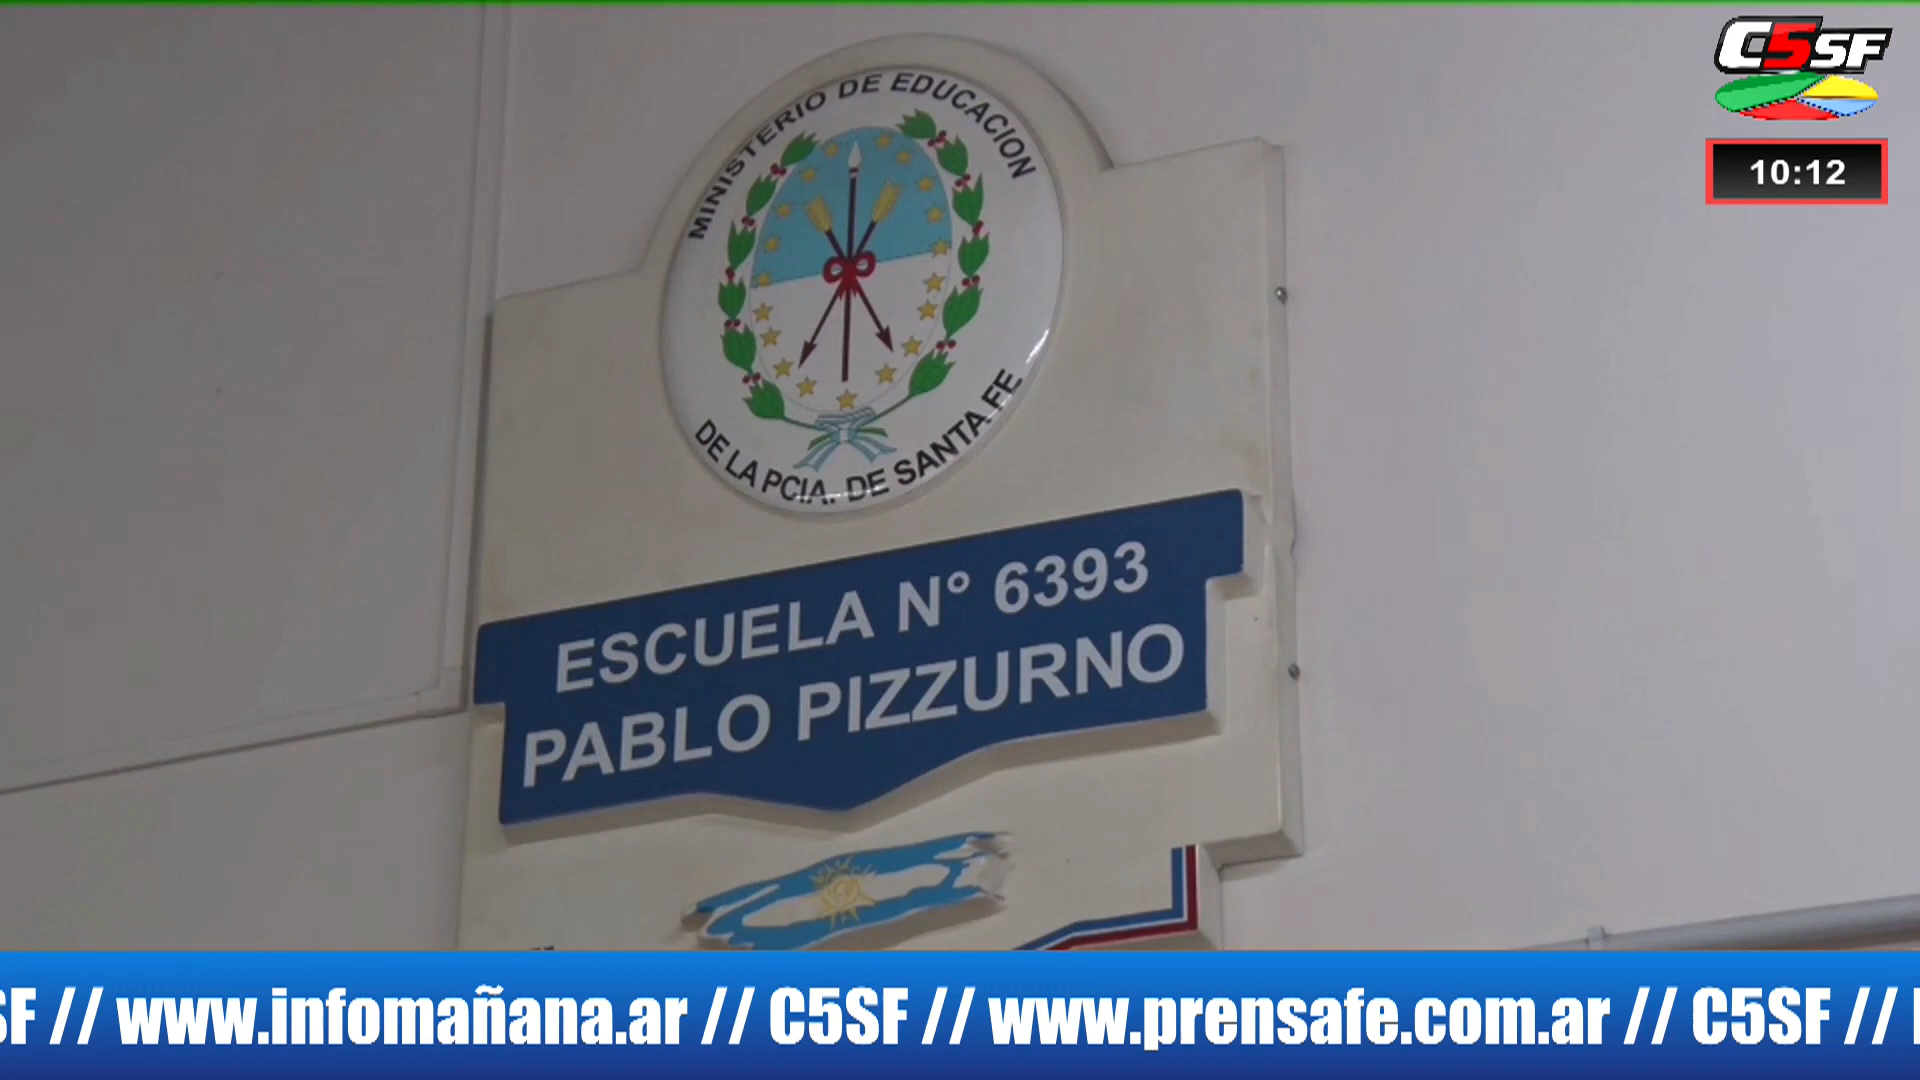 C5SF
10:12
MINISTERIO DE EDUCACION
DE LA PCIA. DE SANTA FE
ESCUELA N° 6393
PABLO PIZZURNO
SF // www.infomañana.ar // C5SF // www.prensafe.com.ar // C5SF //